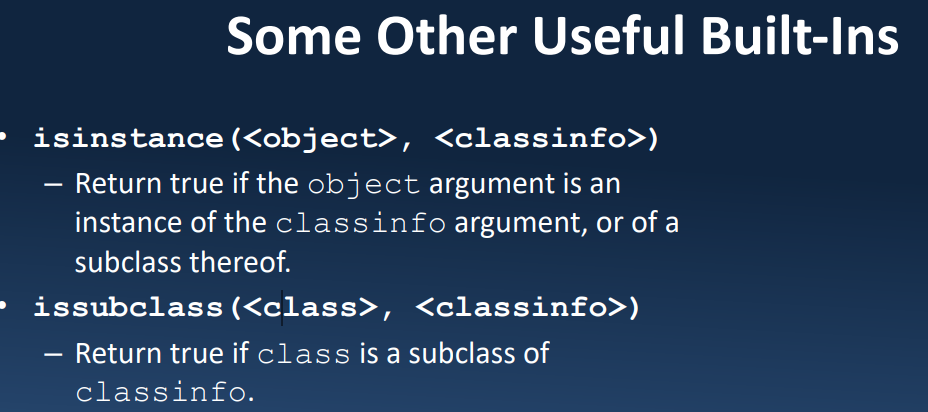 Some Other Useful Built-Ins
• isinstance(<object>, <classinfo>)
– Return true if the object argument is an
instance of the classinfo argument, or of a
subclass thereof.
• issubclass(<class>, <classinfo>)
– Return true if class is a subclass of
classinfo.